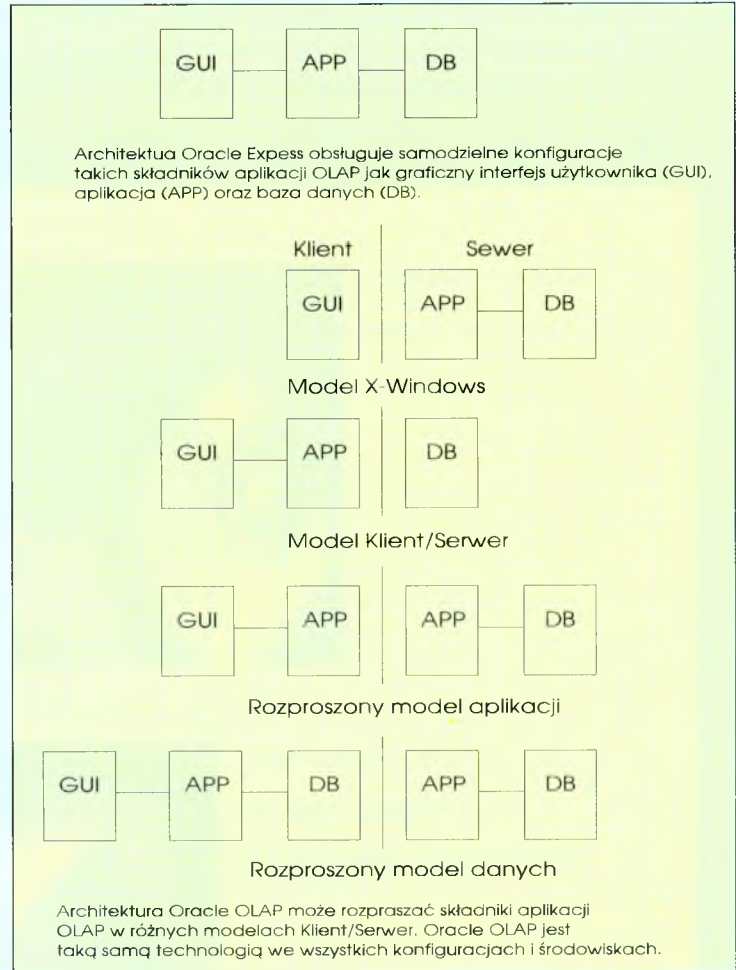 GUI APP DB
Architektua Oracle Expess obsługuje samodzielne konfiguracje
takich składników aplikacji OLAP jak graficzny interfejs użytkownika (GUI),
aplikacja (APP) oraz baza danych (DB).
Klient Sewer
GUI APP DB
Model X-Windows
GUI APP DB
Model Klient/Serwer
GUI APP APP DB
Rozproszony model aplikacji
GUI APP DB APP DB
Rozproszony model danych
Architektura Oracle OLAP może rozpraszać składniki aplikacji
OLAP w różnych modelach Klient/Serwer. Oracle OLAP jest
taką samą technologią we wszystkich konfiguracjach i środowiskach.